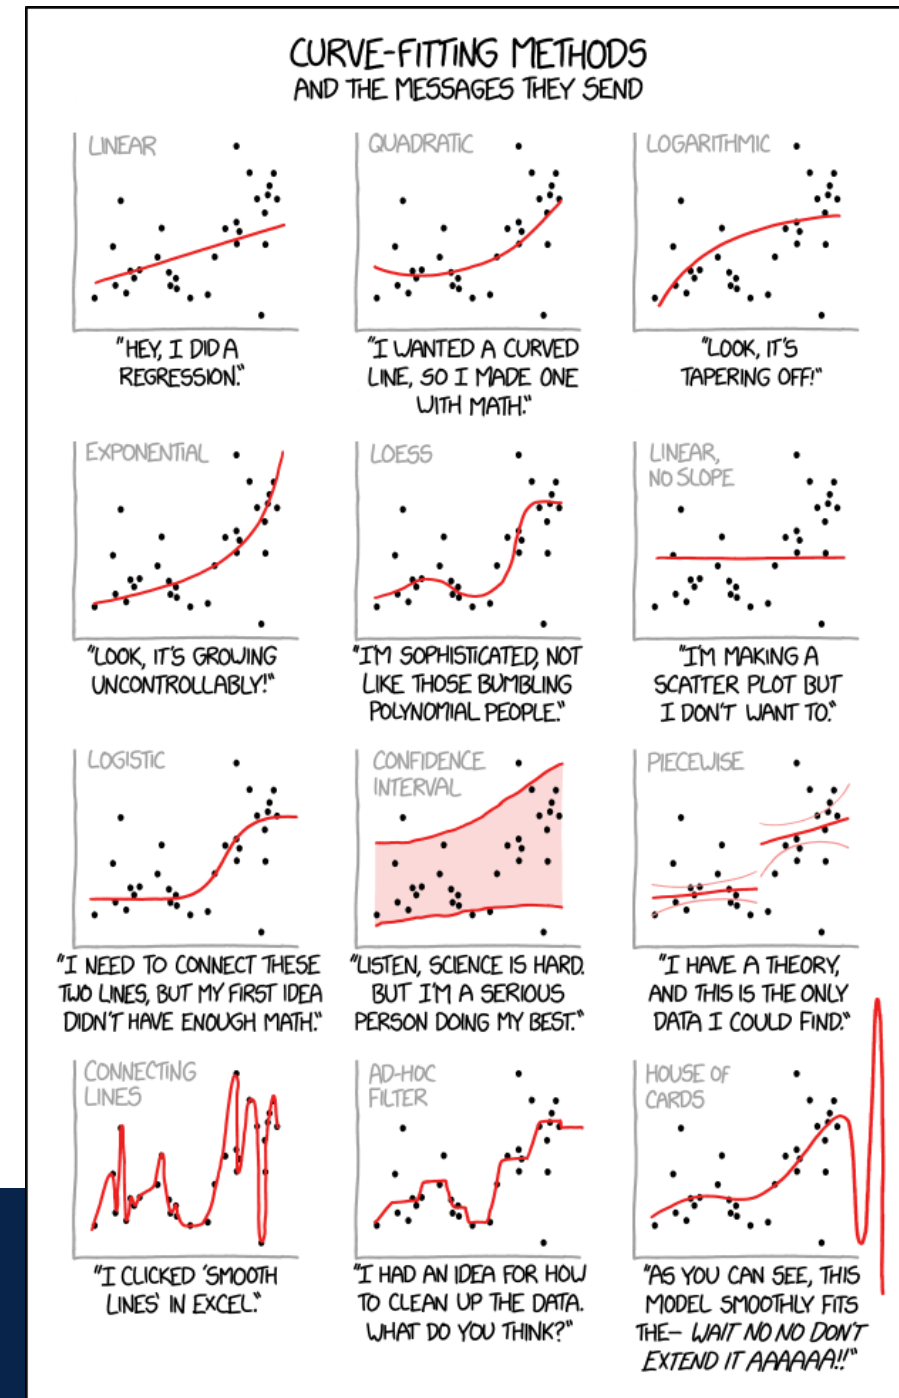 CURVE-FITTING METHODS
AND THE MESSAGES THEY SEND
LINEAR
"HEY, I DID A
REGRESSION."
QUADRATIC
"I WANTED A CURVED
LINE, SO I MADE ONE
WITH MATH."
LOGARITHMIC
"LOOK, IT'S
TAPERING OFF!"
EXPONENTIAL
"LOOK, IT'S GROWING
UNCONTROLLABLY!"
LOESS
"I'M SOPHISTICATED, NOT
LIKE THOSE BUMBLING
POLYNOMIAL PEOPLE."
LINEAR,
NO SLOPE
"I'M MAKING A
SCATTER PLOT BUT
I DON'T WANT TO."
LOGISTIC
"I NEED TO CONNECT THESE
TWO LINES, BUT MY FIRST IDEA
DIDN'T HAVE ENOUGH MATH."
CONFIDENCE
INTERVAL
"LISTEN, SCIENCE IS HARD.
BUT I'M A SERIOUS
PERSON DOING MY BEST."
PIECEWISE
"I HAVE A THEORY,
AND THIS IS THE ONLY
DATA I COULD FIND."
CONNECTING
LINES
"I CLICKED 'SMOOTH
LINES' IN EXCEL."
AD-HOC
FILTER
"I HAD AN IDEA FOR HOW
TO CLEAN UP THE DATA.
WHAT DO YOU THINK?"
HOUSE OF
CARDS
"AS YOU CAN SEE, THIS
MODEL SMOOTHLY FITS
THE– WAIT NO NO DON'T
EXTEND IT AAAAAA!!"